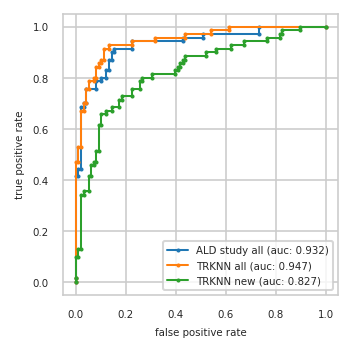 1.0
0.8
0.6
0.4
0.2
0.0
true positive rate
ALD study all (auc: 0.932)
TRKNN all (auc: 0.947)
TRKNN new (auc: 0.827)
0.0 0.2 0.4 0.6 0.8 1.0
false positive rate